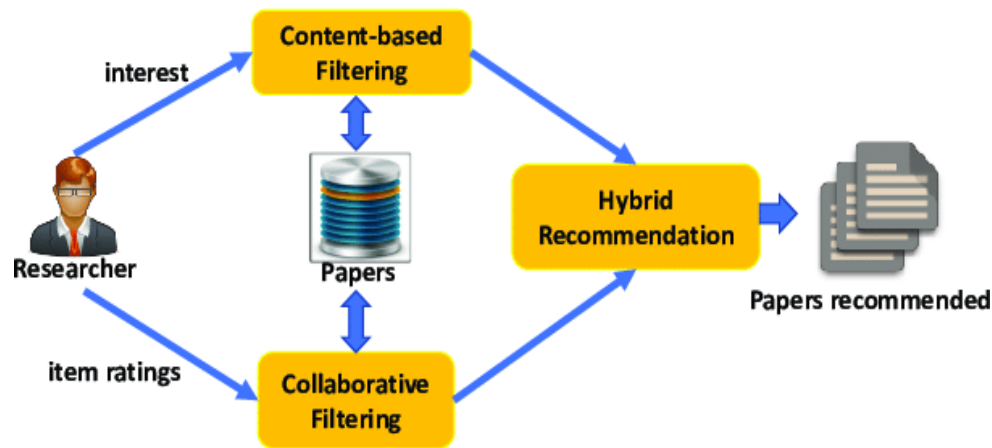 Content-based
Filtering
interest
Researcher
Papers
Hybrid
Recommendation
Papers recommended
item ratings
Collaborative
Filtering